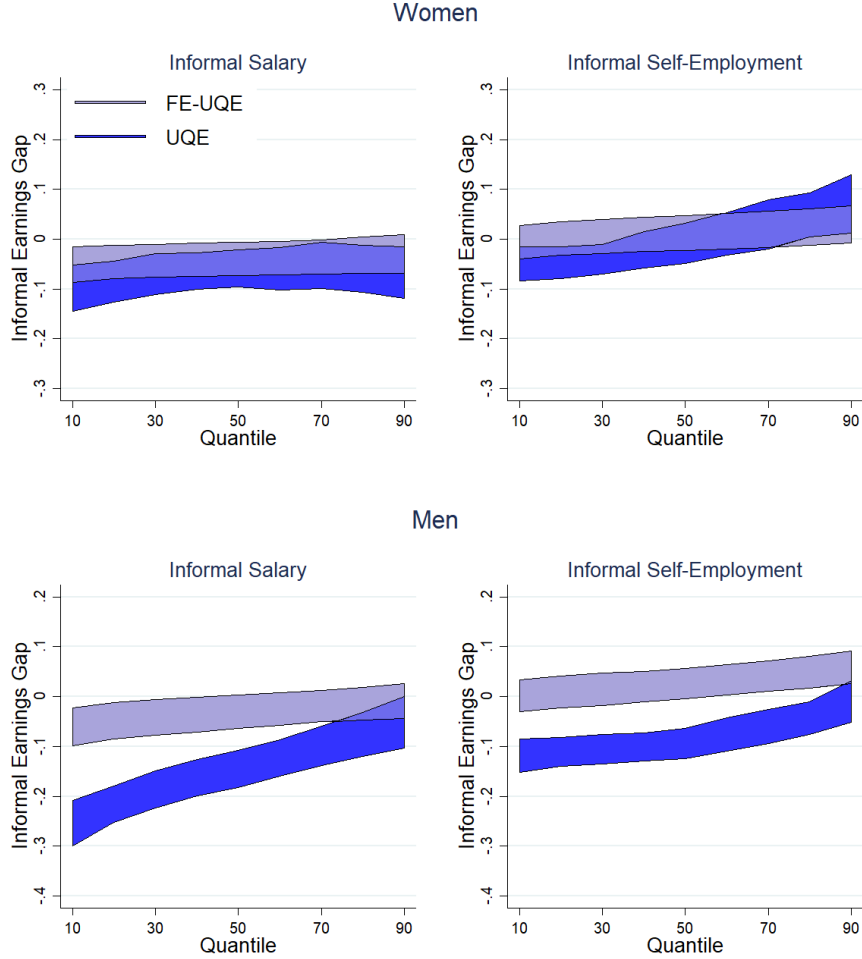 Women
Informal Salary
Informal Self-Employment
FE-UQE
UQE
Informal Earnings Gap
.3
.2
.1
0
-.1
-.2
-.3
10 30 50 70 90
Quantile
Informal Earnings Gap
.3
.2
.1
0
-.1
-.2
-.3
10 30 50 70 90
Quantile
Men
Informal Salary
Informal Self-Employment
Informal Earnings Gap
.2
.1
0
-.1
-.2
-.3
-.4
10 30 50 70 90
Quantile
Informal Earnings Gap
.2
.1
0
-.1
-.2
-.3
-.4
10 30 50 70 90
Quantile